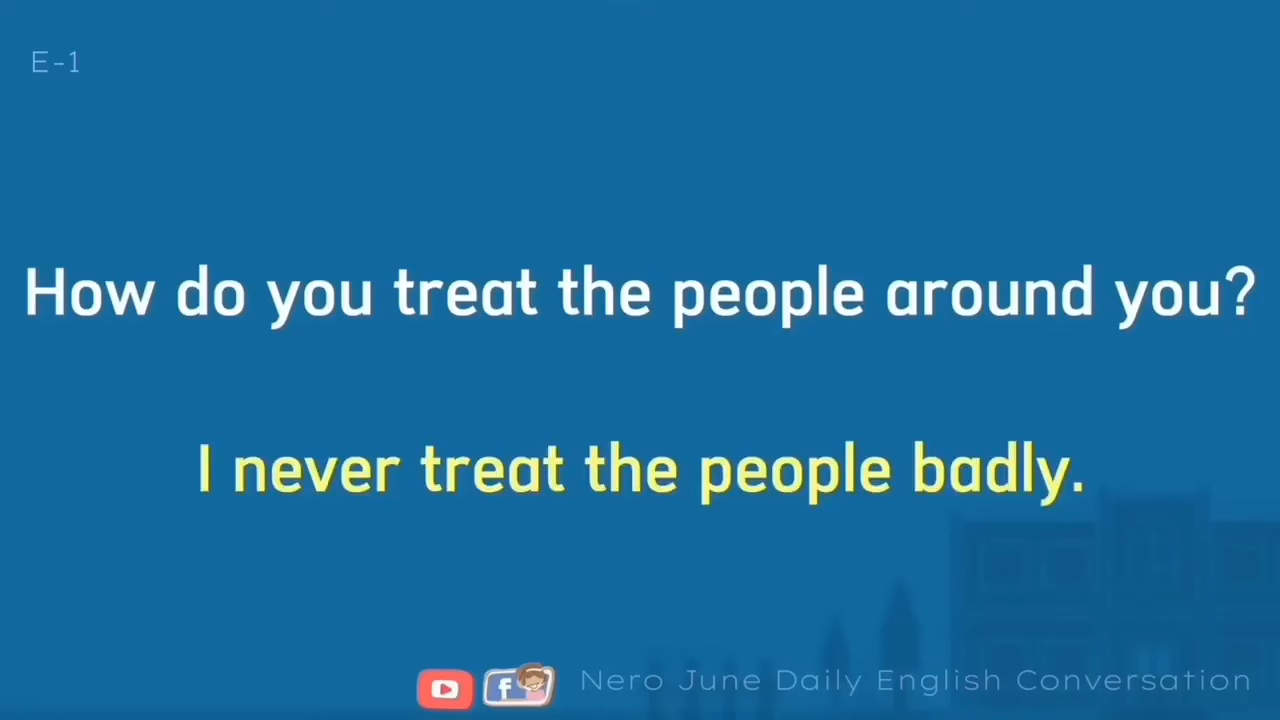 E-1
How do you treat the people around you?
I never treat the people badly.
f Nero June Daily English Conversation